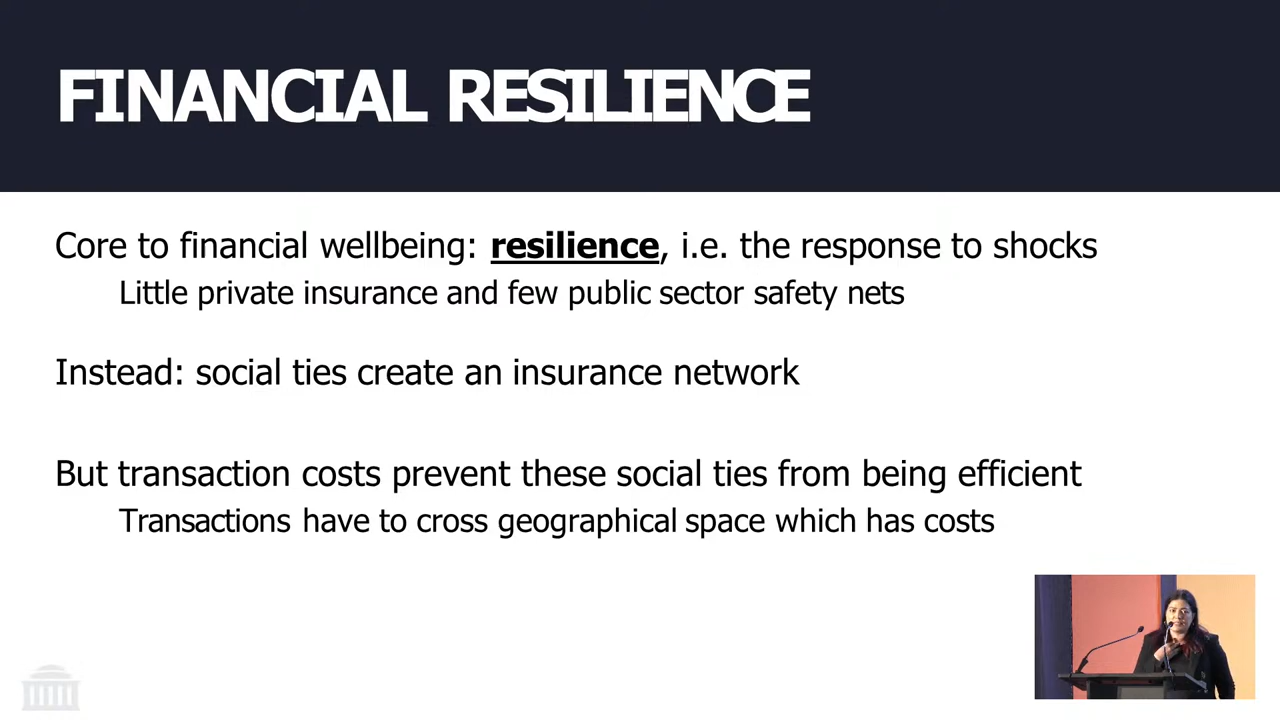 FINANCIAL RESILIENCE
Core to financial wellbeing: resilience, i.e. the response to shocks
Little private insurance and few public sector safety nets
Instead: social ties create an insurance network
But transaction costs prevent these social ties from being efficient
Transactions have to cross geographical space which has costs